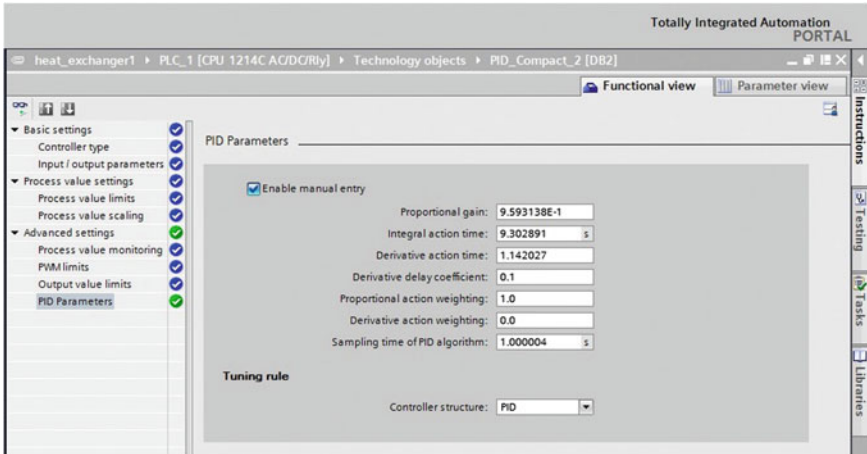 Totally Integrated Automation
PORTAL
heat_exchanger1 ▸ PLC_1 [CPU 1214C AC/DC/Rly] ▸ Technology objects ▸ PID_Compact_2 [DB2]
Functional view
Parameter view
Basic settings
Controller type
Input / output parameters
Process value settings
Process value limits
Process value scaling
Advanced settings
Process value monitoring
PWM limits
Output value limits
PID Parameters
PID Parameters
Enable manual entry
Proportional gain: 9.593138E-1
Integral action time: 9.302891 s
Derivative action time: 1.142027
Derivative delay coefficient: 0.1
Proportional action weighting: 1.0
Derivative action weighting: 0.0
Sampling time of PID algorithm: 1.000004 s
Tuning rule
Controller structure: PID
Instructions
Testing
Tasks
Libraries